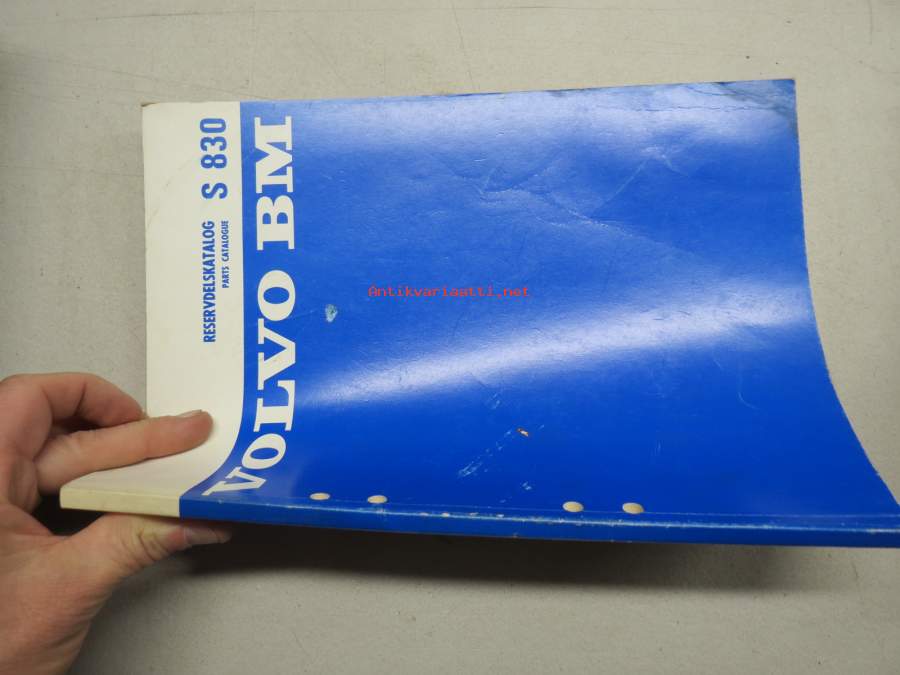 RESERVDELSKATALOG S 830
PARTS CATALOGUE
VOLVO BM
Antikvariaatti.net